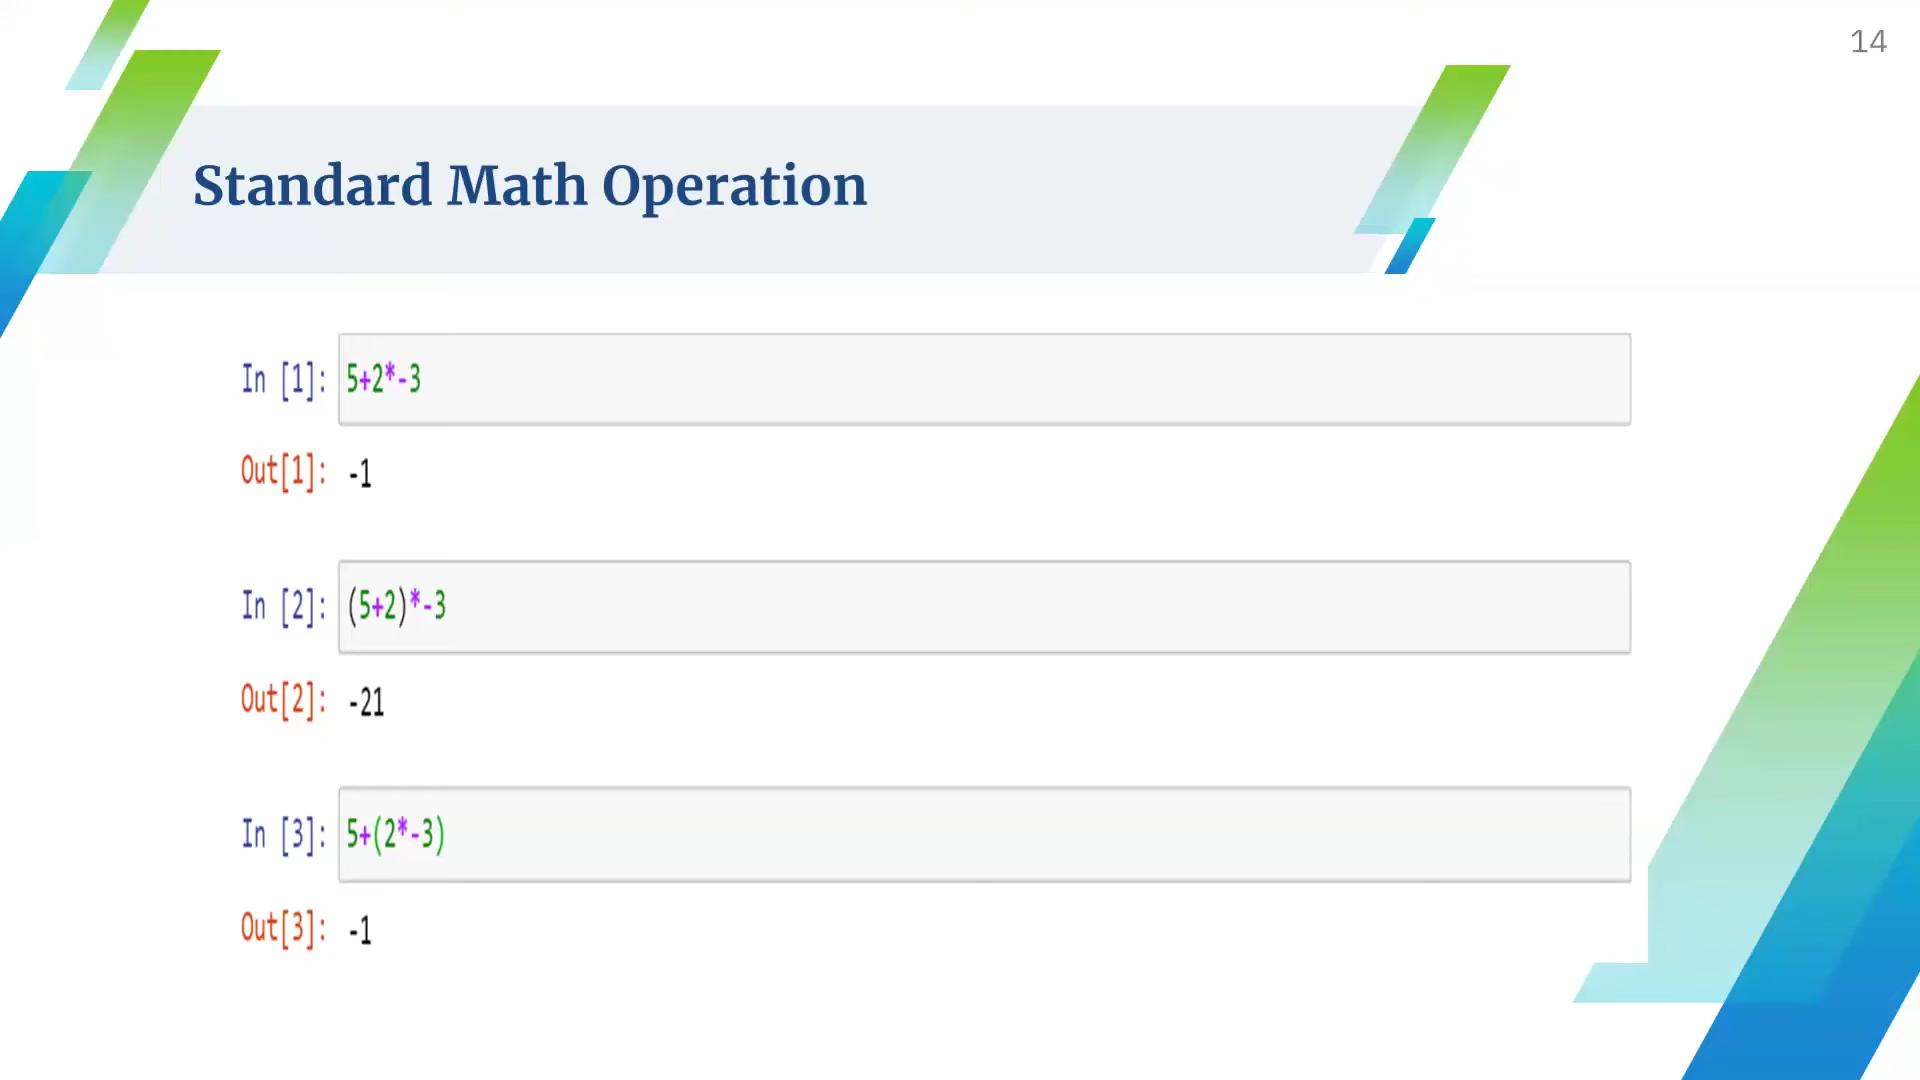 14
Standard Math Operation
In [1]: 5+2*-3
Out[1]: -1
In [2]: (5+2)*-3
Out[2]: -21
In [3]: 5+(2*-3)
Out[3]: -1